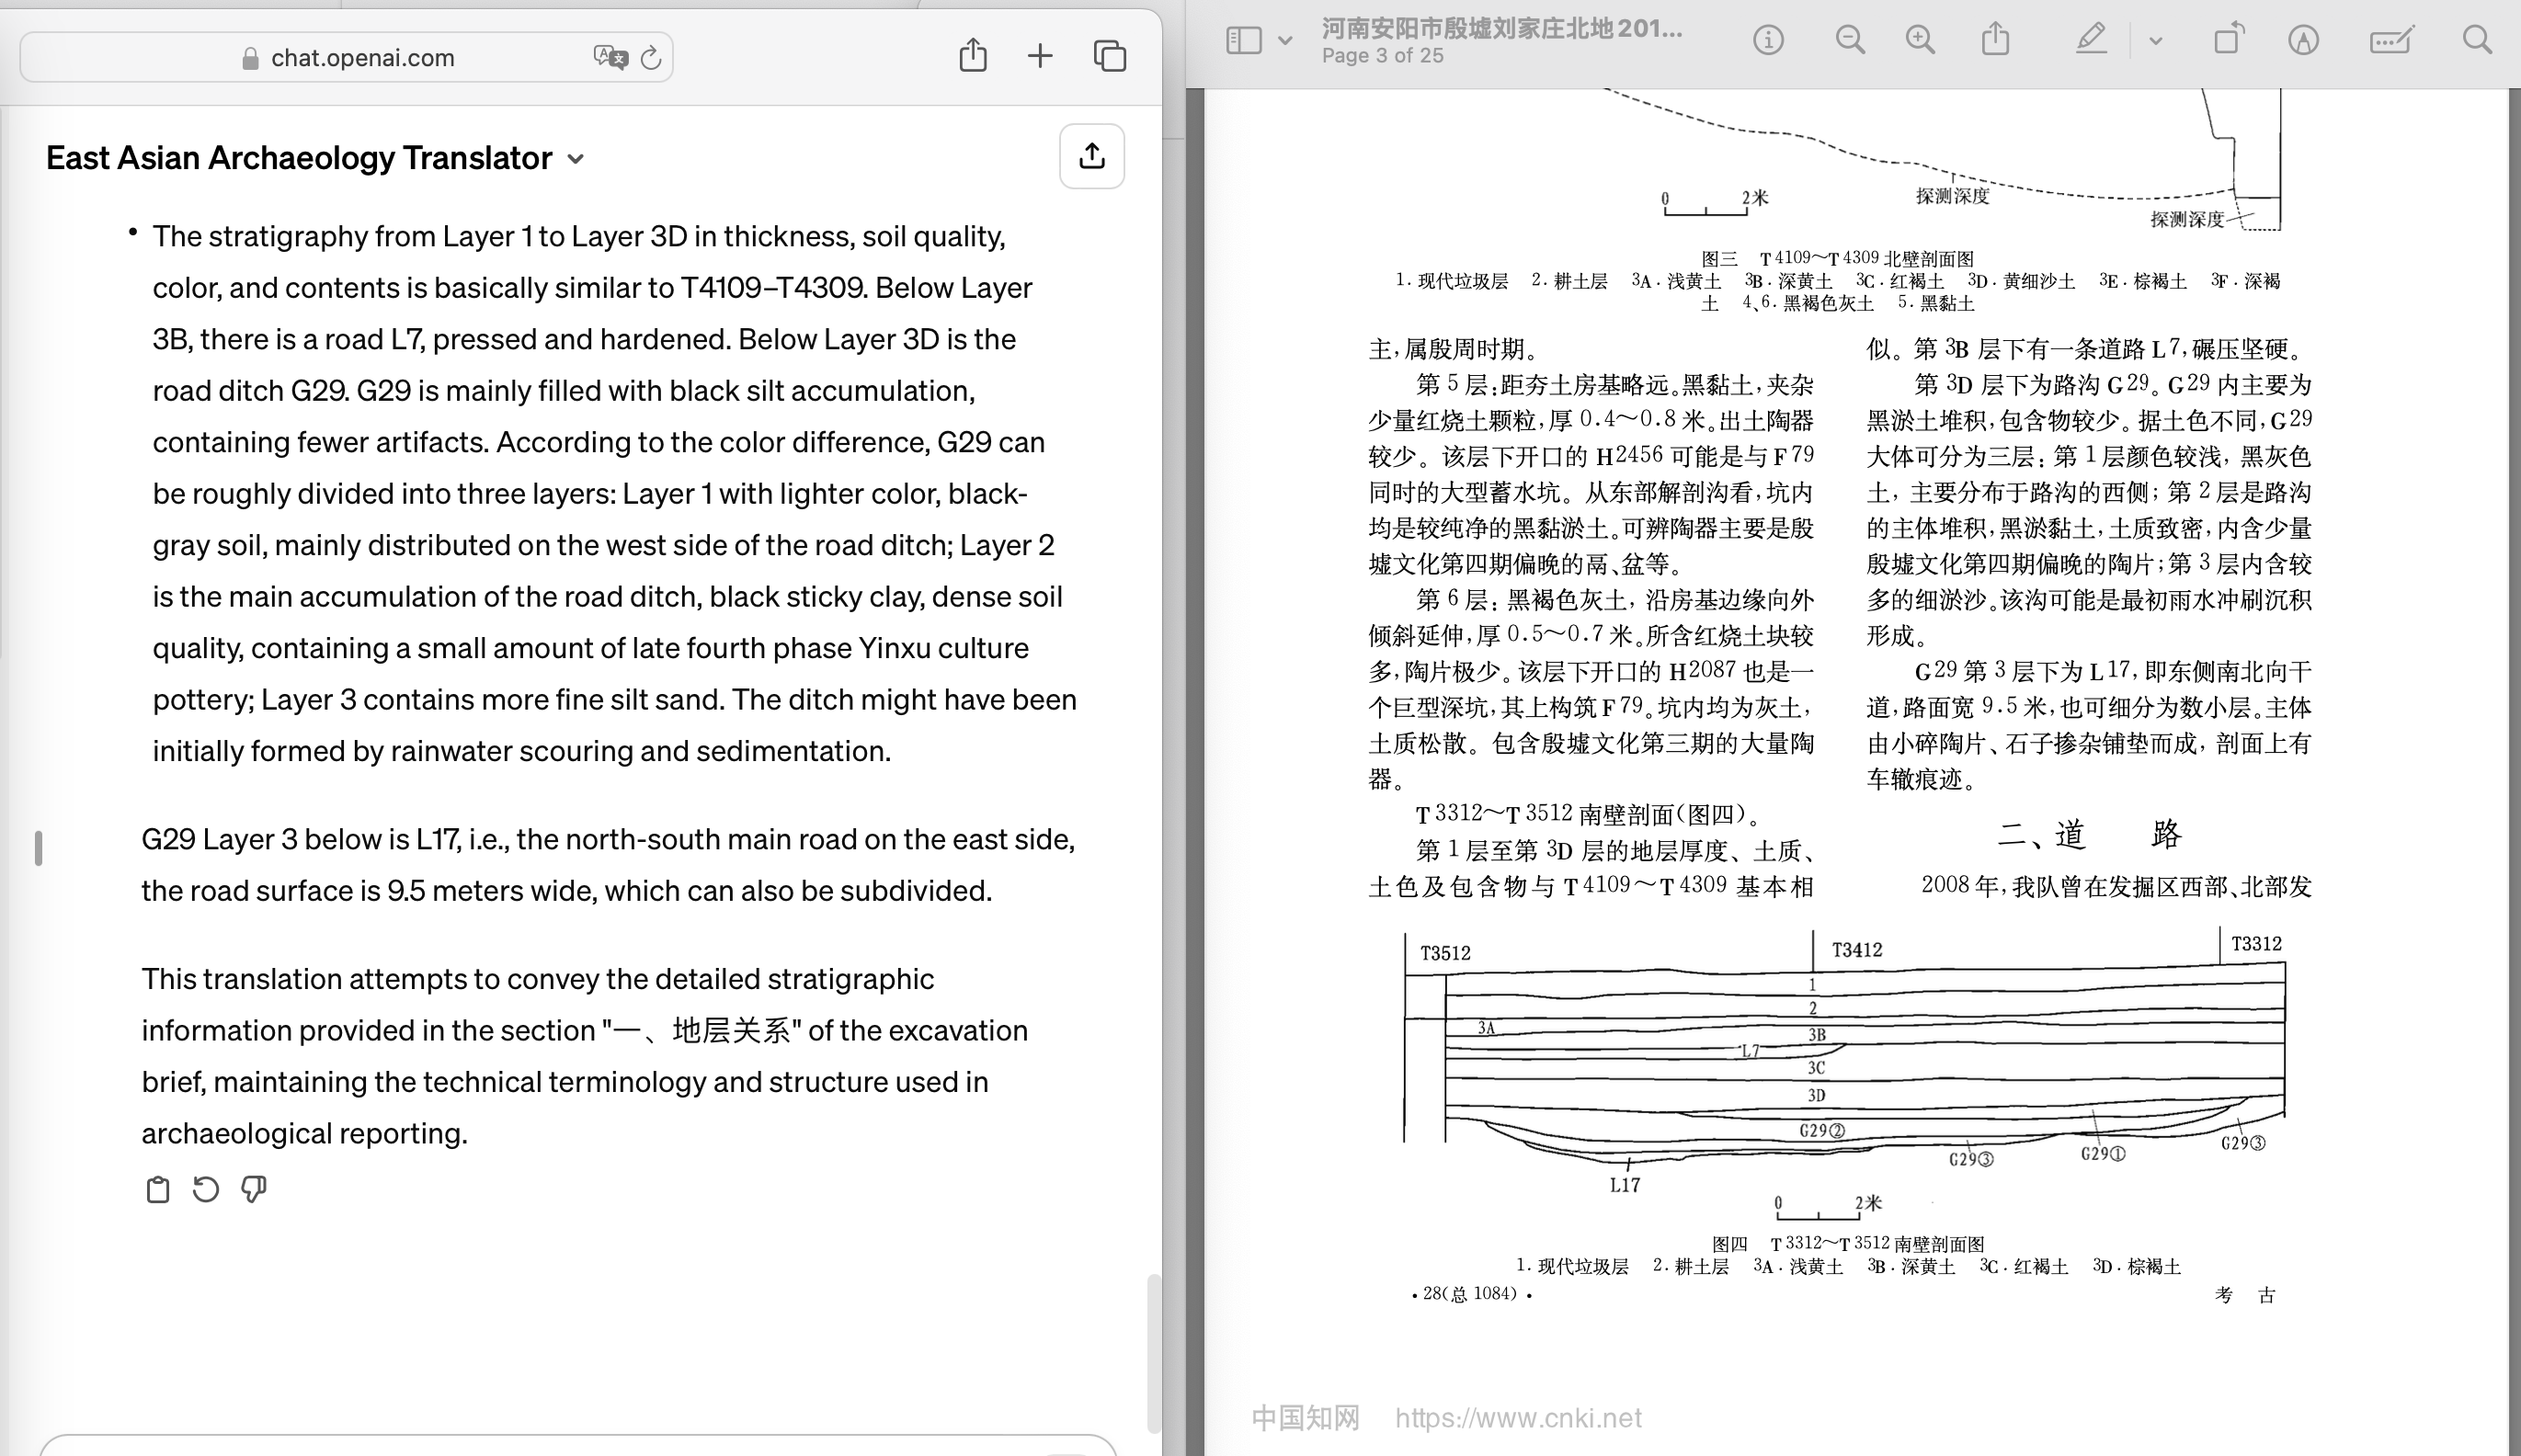 chat.openai.com
East Asian Archaeology Translator
• The stratigraphy from Layer 1 to Layer 3D in thickness, soil quality,
color, and contents is basically similar to T4109–T4309. Below Layer
3B, there is a road L7, pressed and hardened. Below Layer 3D is the
road ditch G29. G29 is mainly filled with black silt accumulation,
containing fewer artifacts. According to the color difference, G29 can
be roughly divided into three layers: Layer 1 with lighter color, black-
gray soil, mainly distributed on the west side of the road ditch; Layer 2
is the main accumulation of the road ditch, black sticky clay, dense soil
quality, containing a small amount of late fourth phase Yinxu culture
pottery; Layer 3 contains more fine silt sand. The ditch might have been
initially formed by rainwater scouring and sedimentation.
G29 Layer 3 below is L17, i.e., the north-south main road on the east side,
the road surface is 9.5 meters wide, which can also be subdivided.
This translation attempts to convey the detailed stratigraphic
information provided in the section "一、地层关系" of the excavation
brief, maintaining the technical terminology and structure used in
archaeological reporting.
河南安阳市殷墟刘家庄北地201...
Page 3 of 25
0 2米
探测深度
探测深度
图三 T4109～T4309北壁剖面图
1. 现代垃圾层 2. 耕土层 3A. 浅黄土 3B. 深黄土 3C. 红褐土 3D. 黄细沙土 3E. 棕褐土 3F. 深褐
土 4、6. 黑褐色灰土 5. 黑黏土
主,属殷周时期。
第5层:距夯土房基略远。黑黏土,夹杂
少量红烧土颗粒,厚0.4～0.8米。出土陶器
较少。该层下开口的H2456可能是与F79
同时的大型蓄水坑。从东部解剖沟看,坑内
均是较纯净的黑黏淤土。可辨陶器主要是殷
墟文化第四期偏晚的鬲、盆等。
第6层:黑褐色灰土,沿房基边缘向外
倾斜延伸,厚0.5～0.7米。所含红烧土块较
多,陶片极少。该层下开口的H2087也是一
个巨型深坑,其上构筑F79。坑内均为灰土,
土质松散。包含殷墟文化第三期的大量陶
器。
T3312～T3512南壁剖面(图四)。
第1层至第3D层的地层厚度、土质、
土色及包含物与T4109～T4309基本相
似。第3B层下有一条道路L7,碾压坚硬。
第3D层下为路沟G29。G29内主要为
黑淤土堆积,包含物较少。据土色不同,G29
大体可分为三层:第1层颜色较浅,黑灰色
土,主要分布于路沟的西侧;第2层是路沟
的主体堆积,黑淤黏土,土质致密,内含少量
殷墟文化第四期偏晚的陶片;第3层内含较
多的细淤沙。该沟可能是最初雨水冲刷沉积
形成。
G29第3层下为L17,即东侧南北向干
道,路面宽9.5米,也可细分为数小层。主体
由小碎陶片、石子掺杂铺垫而成,剖面上有
车辙痕迹。
二、道 路
2008年,我队曾在发掘区西部、北部发
T3512 T3412 T3312
1
2
3A
3B
L7
3C
3D
G29②
G29③ G29① G29③
L17
0 2米
图四 T3312～T3512南壁剖面图
1. 现代垃圾层 2. 耕土层 3A. 浅黄土 3B. 深黄土 3C. 红褐土 3D. 棕褐土
• 28(总1084) • 考 古
中国知网 https://www.cnki.net